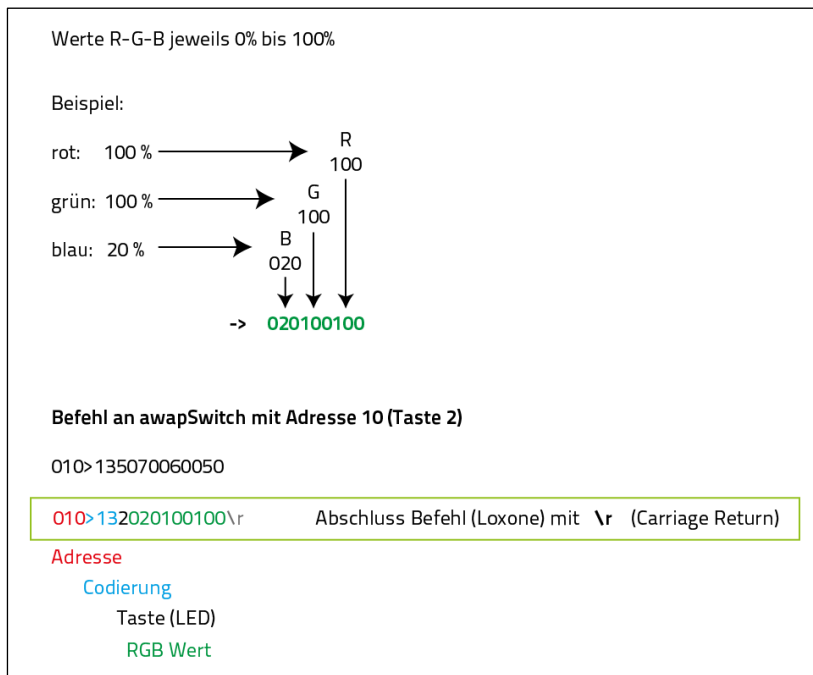 Werte R-G-B jeweils 0% bis 100%
Beispiel:
rot: 100 %
R
100
grün: 100 %
G
100
blau: 20 %
B
020
-> 020100100
Befehl an awapSwitch mit Adresse 10 (Taste 2)
010>135070060050
010>132020100100\r Abschluss Befehl (Loxone) mit \r (Carriage Return)
Adresse
Codierung
Taste (LED)
RGB Wert